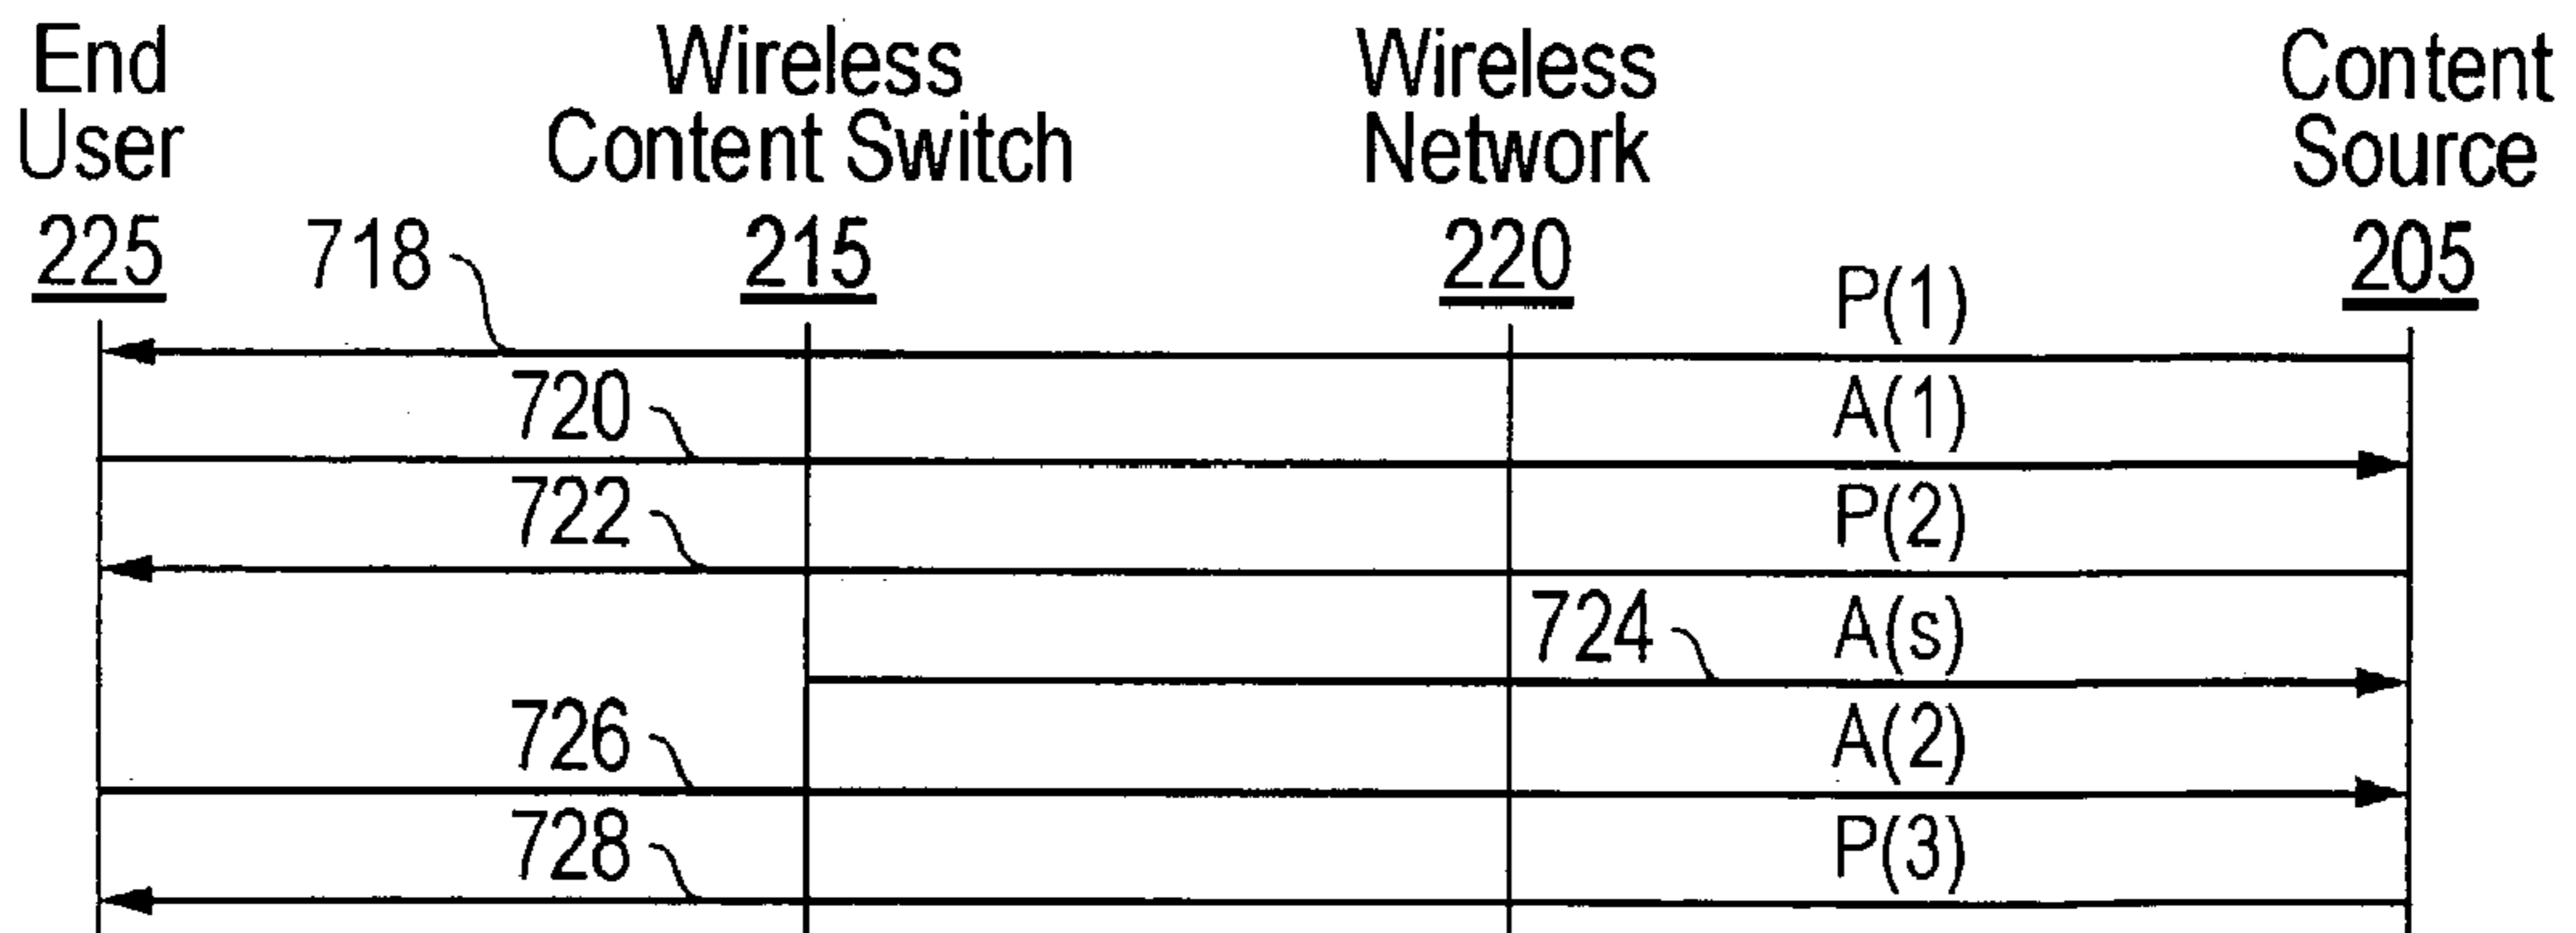 End
User
225
Wireless
Content Switch
215
Wireless
Network
220
Content
Source
205
718
P(1)
720
A(1)
722
P(2)
724
A(s)
726
A(2)
728
P(3)